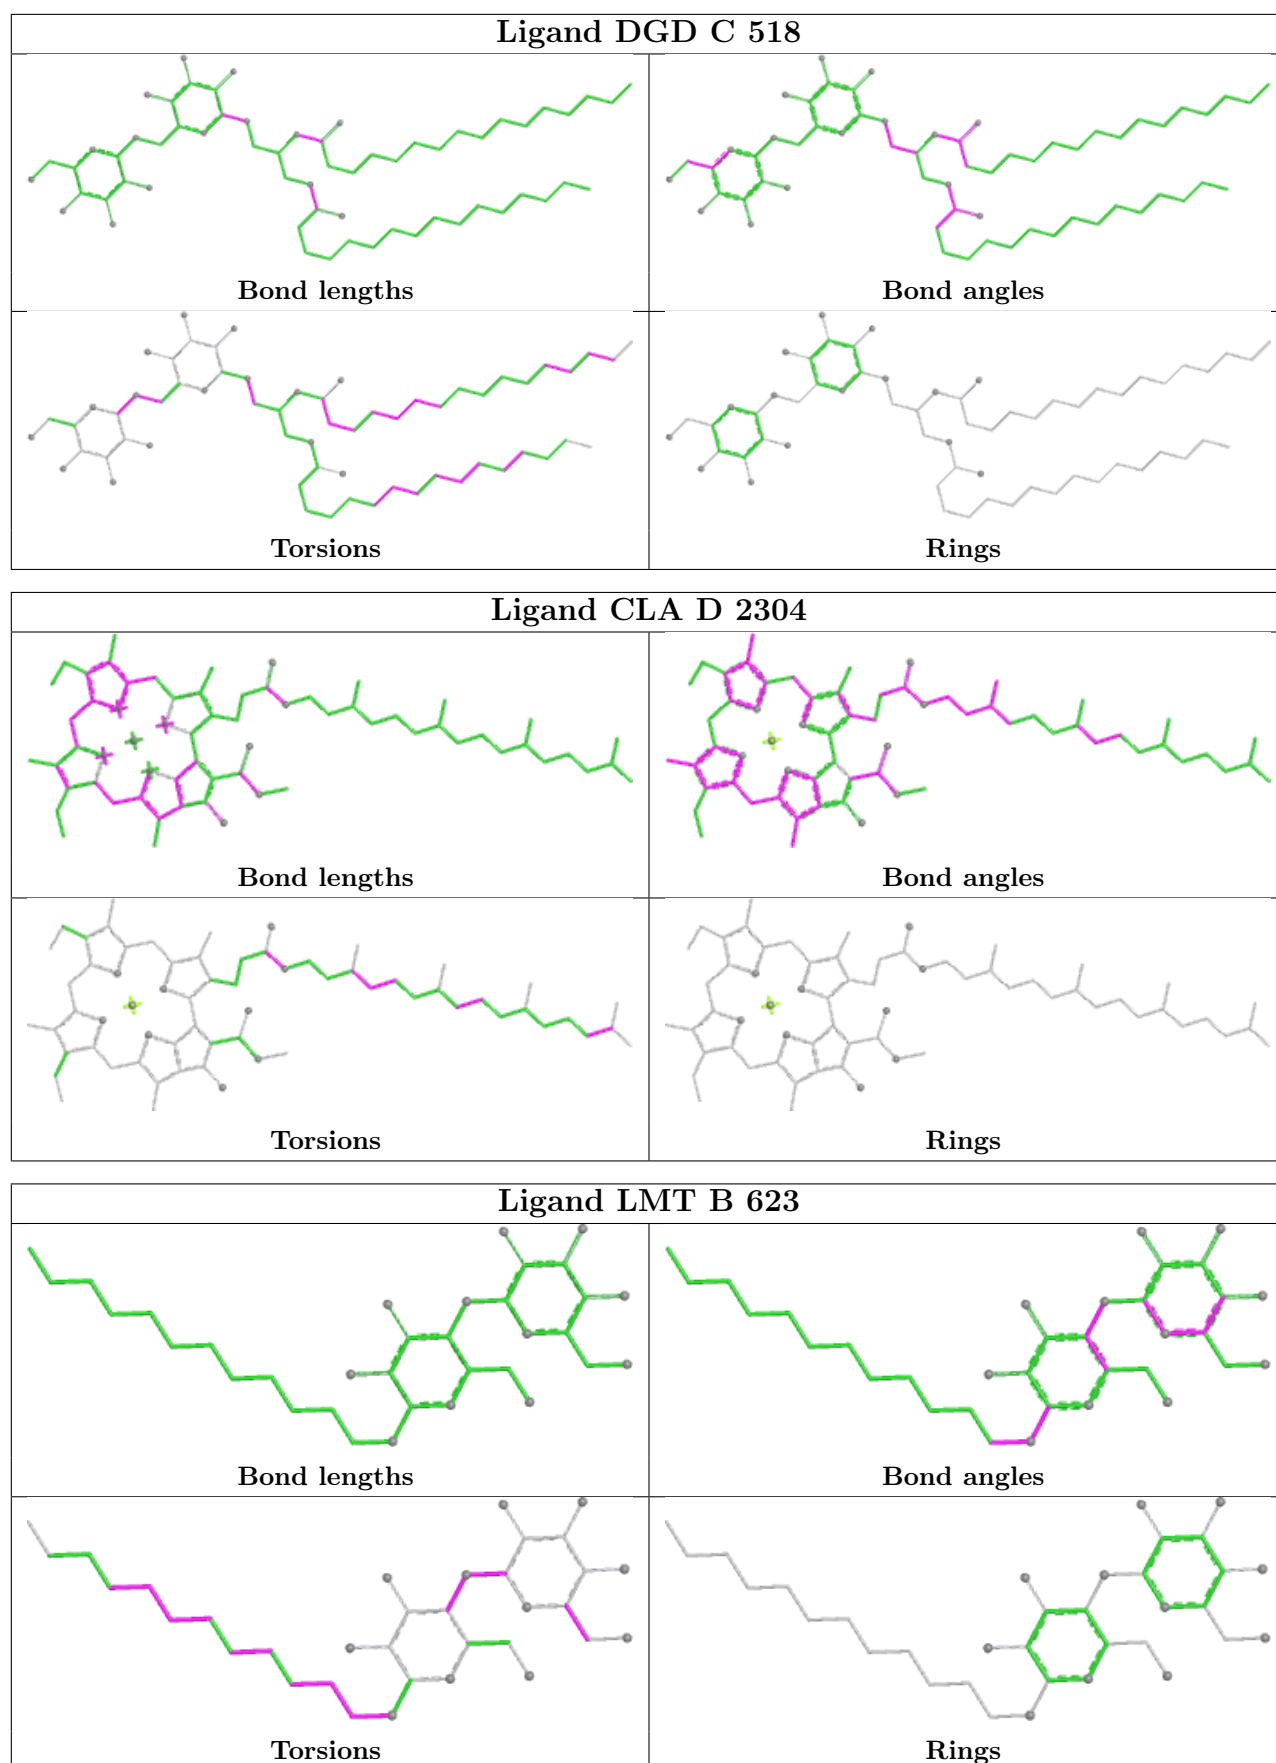 Ligand DGD C 518
Bond lengths
Bond angles
Torsions
Rings
Ligand CLA D 2304
Bond lengths
Bond angles
Torsions
Rings
Ligand LMT B 623
Bond lengths
Bond angles
Torsions
Rings